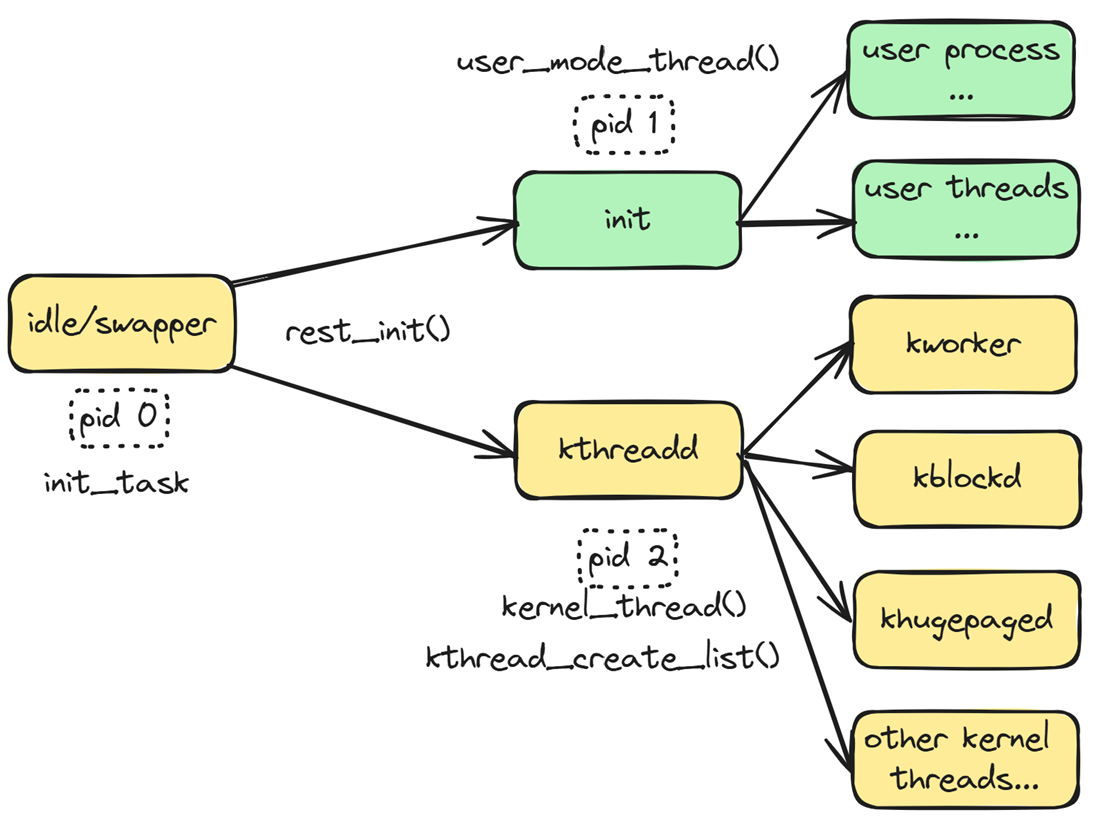 user_mode_thread()
pid 1
init
user process
...
user threads
...
idle/swapper
pid 0
init_task
rest_init()
kthreadd
pid 2
kernel_thread()
kthread_create_list()
kworker
kblockd
khugepaged
other kernel
threads...